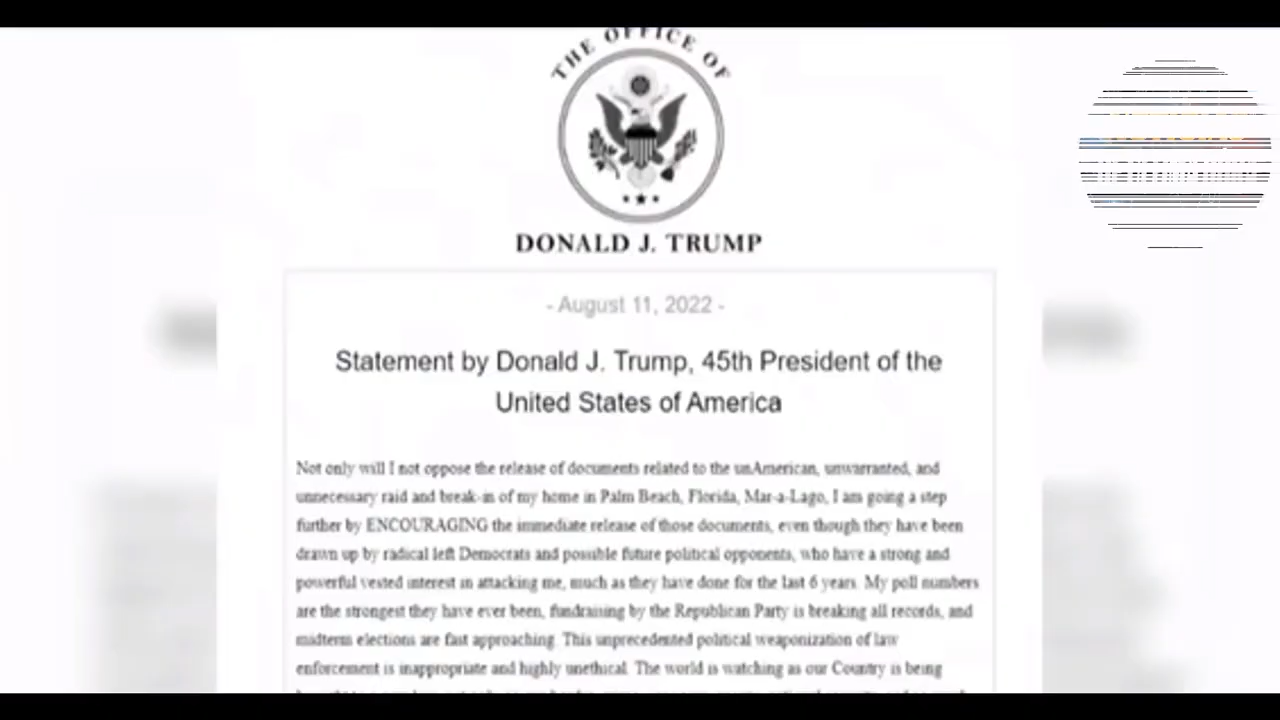 THE OFFICE OF
DONALD J. TRUMP
- August 11, 2022 -
Statement by Donald J. Trump, 45th President of the
United States of America
Not only will I not oppose the release of documents related to the unAmerican, unwarranted, and
unnecessary raid and break-in of my home in Palm Beach, Florida, Mar-a-Lago, I am going a step
further by ENCOURAGING the immediate release of those documents, even though they have been
drawn up by radical left Democrats and possible future political opponents, who have a strong and
powerful vested interest in attacking me, much as they have done for the last 6 years. My poll numbers
are the strongest they have ever been, fundraising by the Republican Party is breaking all records, and
midterm elections are fast approaching. This unprecedented political weaponization of law
enforcement is inappropriate and highly unethical. The world is watching as our Country is being